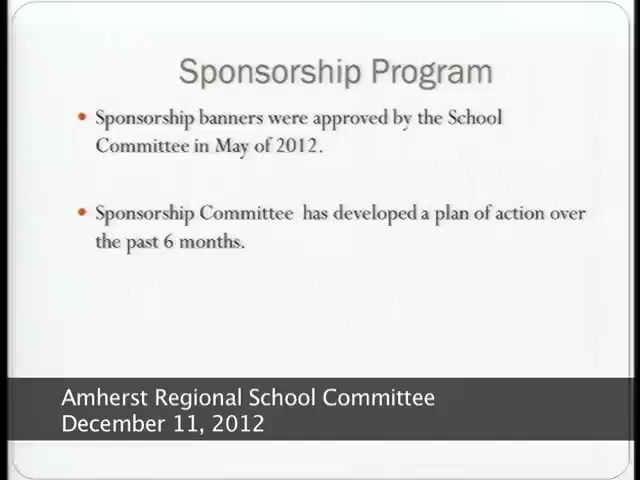 Sponsorship Program
• Sponsorship banners were approved by the School
Committee in May of 2012.
• Sponsorship Committee has developed a plan of action over
the past 6 months.
Amherst Regional School Committee
December 11, 2012